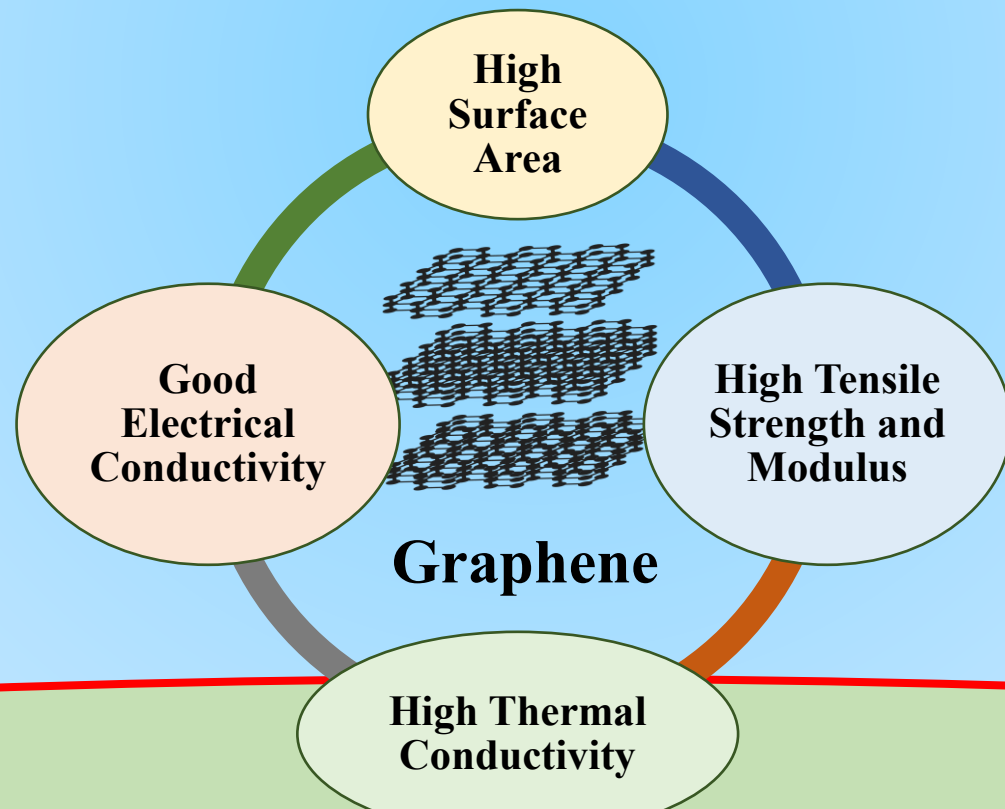 High
Surface
Area
Good
Electrical
Conductivity
High Tensile
Strength and
Modulus
Graphene
High Thermal
Conductivity